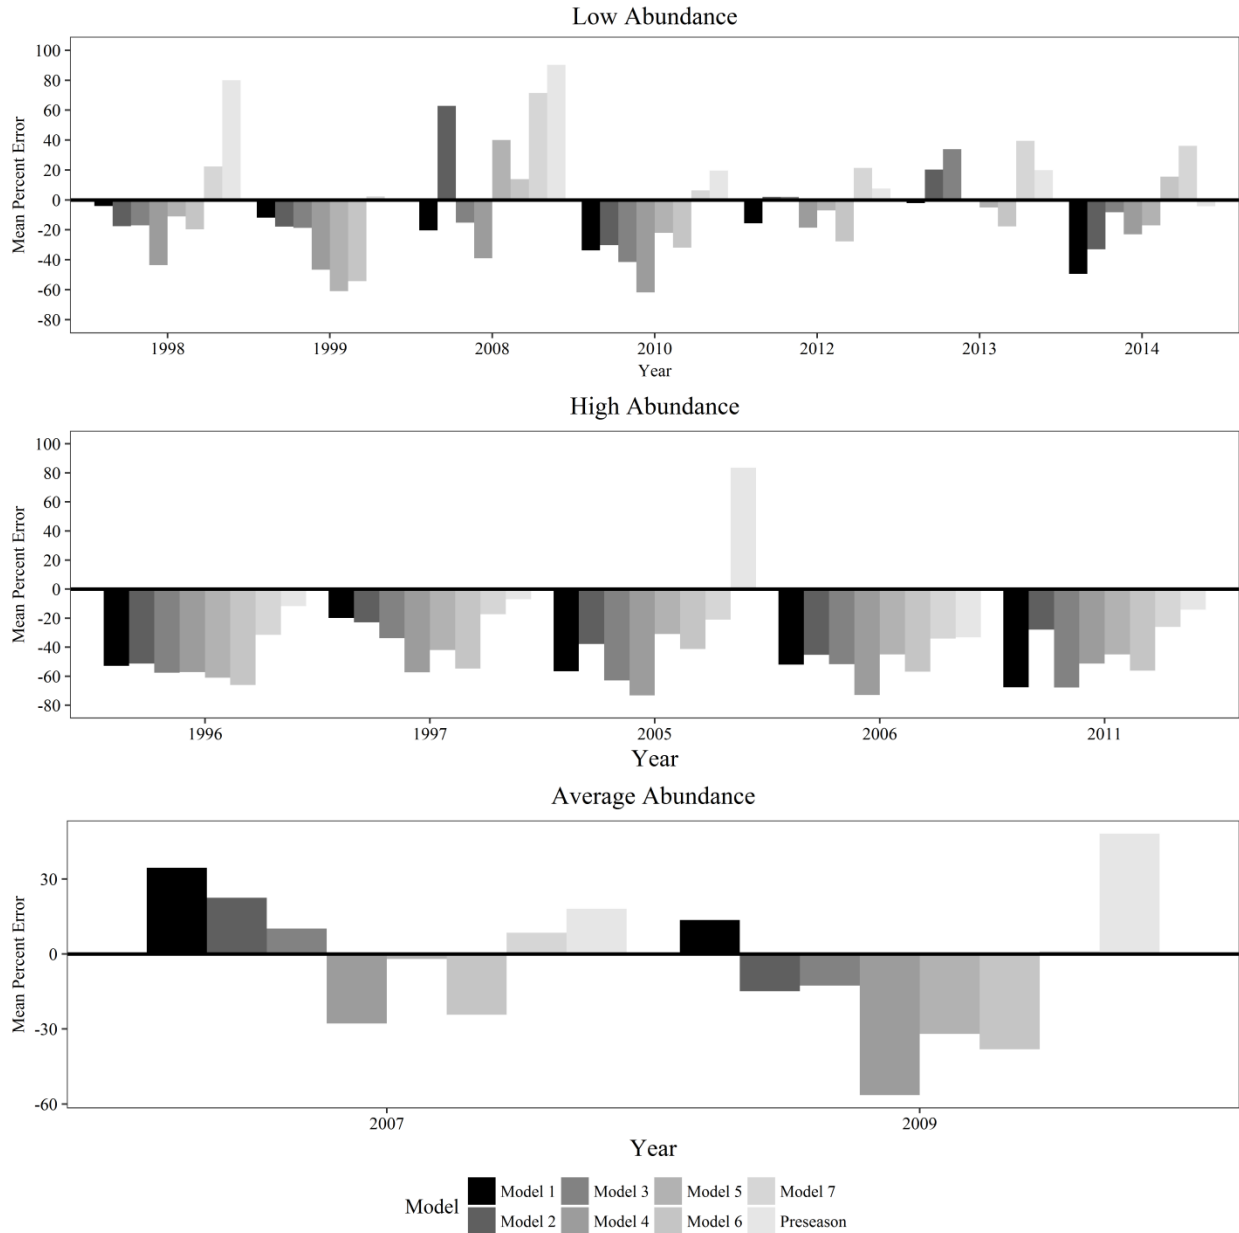 Low Abundance
Mean Percent Error
100
80
60
40
20
0
-20
-40
-60
-80
1998 1999 2008 2010 2012 2013 2014
Year
High Abundance
Mean Percent Error
100
80
60
40
20
0
-20
-40
-60
-80
1996 1997 2005 2006 2011
Year
Average Abundance
Mean Percent Error
30
0
-30
-60
2007 2009
Year
Model
Model 1 Model 3 Model 5 Model 7
Model 2 Model 4 Model 6 Preseason